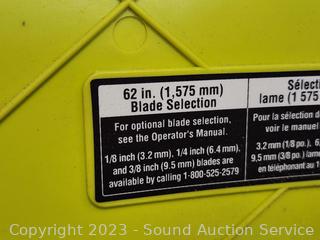 62 in. (1,575 mm)
Blade Selection
For optional blade selection,
see the Operator's Manual.
1/8 inch (3.2 mm), 1/4 inch (6.4 mm),
and 3/8 inch (9.5 mm) blades are
available by calling 1-800-525-2579
Sélecti
lame (1 575
Pour la sélection de
voir le manuel
3.2 mm (1/8 po.), 6,
9.5 mm (3/8 po.) lame
en téléphonant au 1
Copyright 2023 - Sound Auction Service